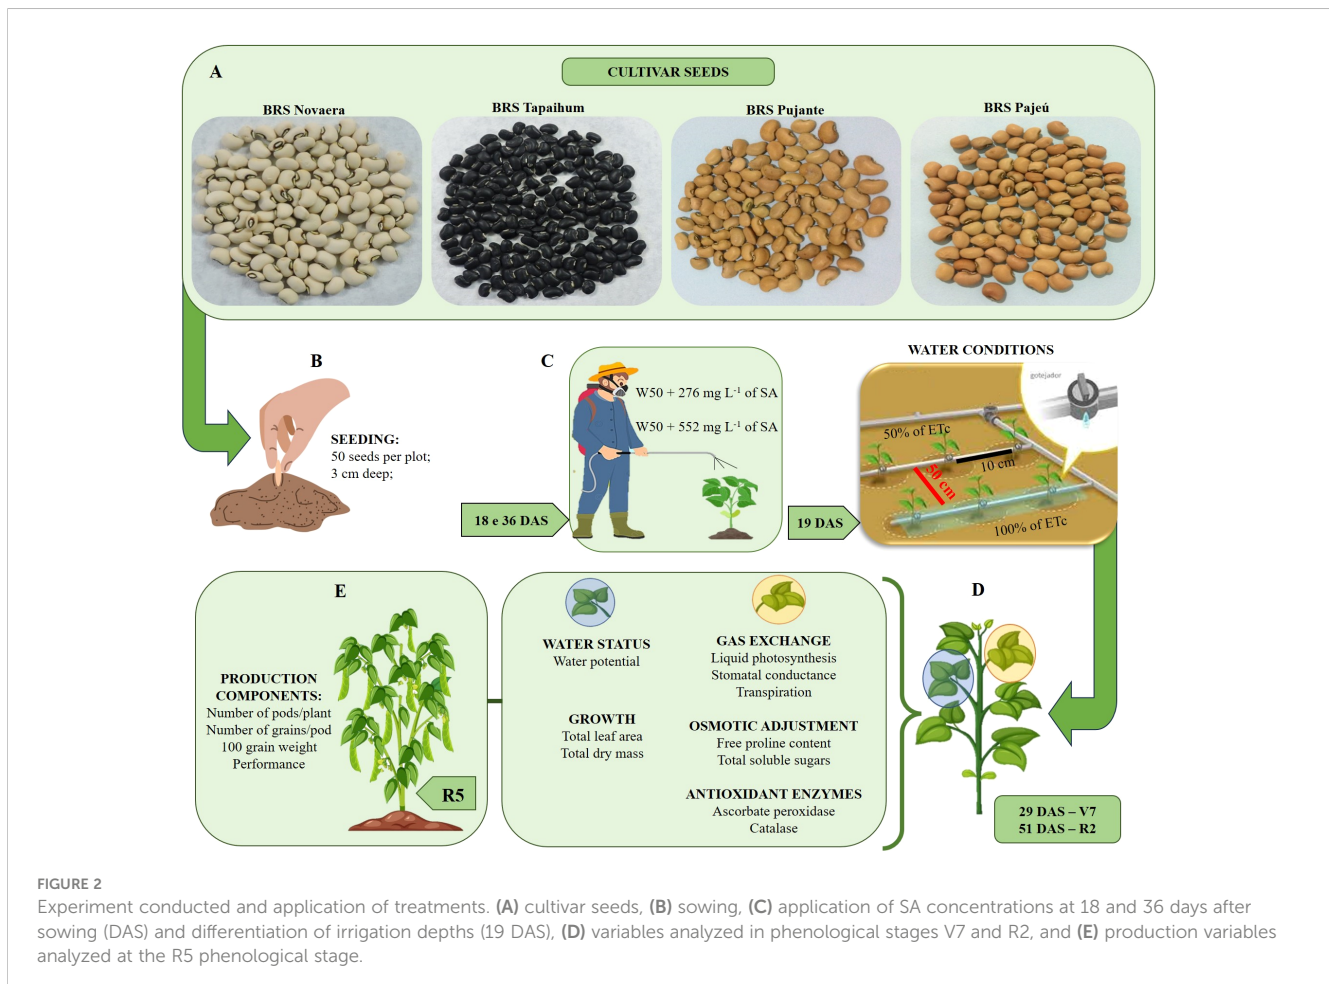 A
CULTIVAR SEEDS
BRS Novaera
BRS Tapaihum
BRS Pujante
BRS Pajeú
B
SEEDING:
50 seeds per plot;
3 cm deep;
C
W50 + 276 mg L⁻¹ of SA
W50 + 552 mg L⁻¹ of SA
18 e 36 DAS
WATER CONDITIONS
gotejador
50% of ETc
10 cm
50 cm
100% of ETc
19 DAS
E
PRODUCTION
COMPONENTS:
Number of pods/plant
Number of grains/pod
100 grain weight
Performance
R5
WATER STATUS
Water potential
GROWTH
Total leaf area
Total dry mass
GAS EXCHANGE
Liquid photosynthesis
Stomatal conductance
Transpiration
OSMOTIC ADJUSTMENT
Free proline content
Total soluble sugars
ANTIOXIDANT ENZYMES
Ascorbate peroxidase
Catalase
D
29 DAS – V7
51 DAS – R2
FIGURE 2
Experiment conducted and application of treatments. (A) cultivar seeds, (B) sowing, (C) application of SA concentrations at 18 and 36 days after
sowing (DAS) and differentiation of irrigation depths (19 DAS), (D) variables analyzed in phenological stages V7 and R2, and (E) production variables
analyzed at the R5 phenological stage.